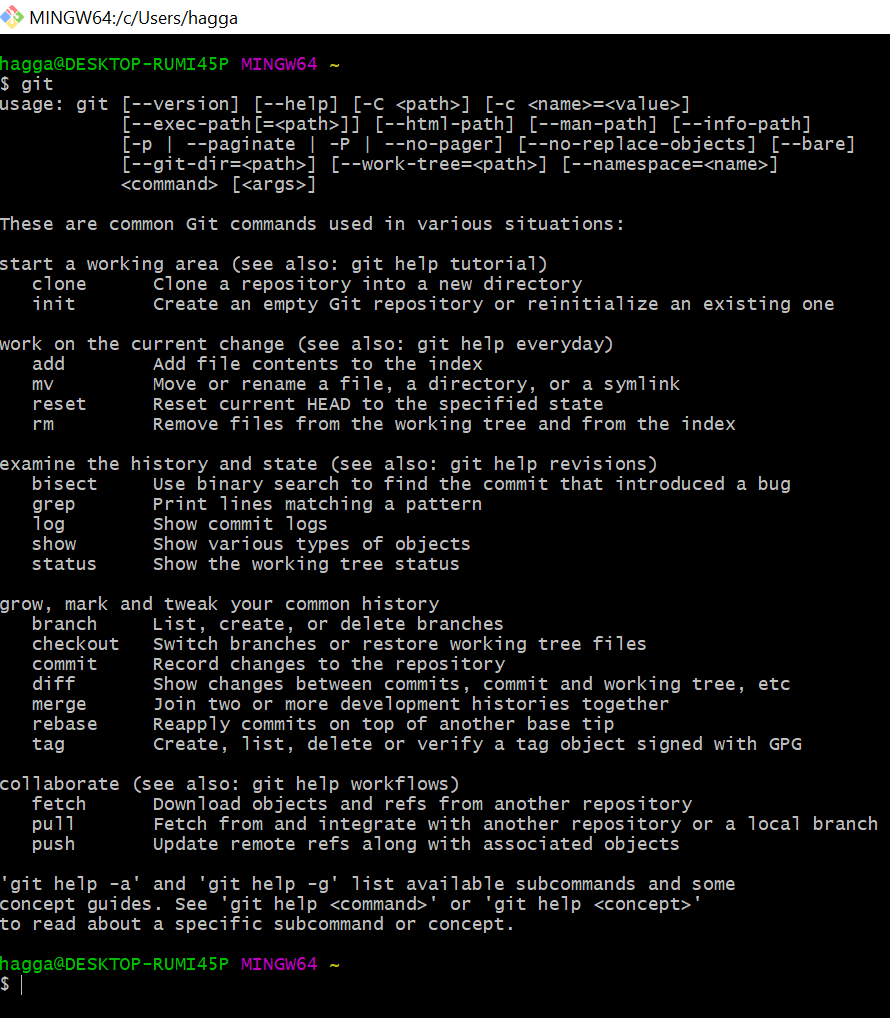 MINGW64:/c/Users/hagga
hagga@DESKTOP-RUMI45P MINGW64 ~
$ git
usage: git [--version] [--help] [-C <path>] [-c <name>=<value>]
           [--exec-path[=<path>]] [--html-path] [--man-path] [--info-path]
           [-p | --paginate | -P | --no-pager] [--no-replace-objects] [--bare]
           [--git-dir=<path>] [--work-tree=<path>] [--namespace=<name>]
           <command> [<args>]

These are common Git commands used in various situations:

start a working area (see also: git help tutorial)
   clone      Clone a repository into a new directory
   init       Create an empty Git repository or reinitialize an existing one

work on the current change (see also: git help everyday)
   add        Add file contents to the index
   mv         Move or rename a file, a directory, or a symlink
   reset      Reset current HEAD to the specified state
   rm         Remove files from the working tree and from the index

examine the history and state (see also: git help revisions)
   bisect     Use binary search to find the commit that introduced a bug
   grep       Print lines matching a pattern
   log        Show commit logs
   show       Show various types of objects
   status     Show the working tree status

grow, mark and tweak your common history
   branch     List, create, or delete branches
   checkout   Switch branches or restore working tree files
   commit     Record changes to the repository
   diff       Show changes between commits, commit and working tree, etc
   merge      Join two or more development histories together
   rebase     Reapply commits on top of another base tip
   tag        Create, list, delete or verify a tag object signed with GPG

collaborate (see also: git help workflows)
   fetch      Download objects and refs from another repository
   pull       Fetch from and integrate with another repository or a local branch
   push       Update remote refs along with associated objects

'git help -a' and 'git help -g' list available subcommands and some
concept guides. See 'git help <command>' or 'git help <concept>'
to read about a specific subcommand or concept.

hagga@DESKTOP-RUMI45P MINGW64 ~
$